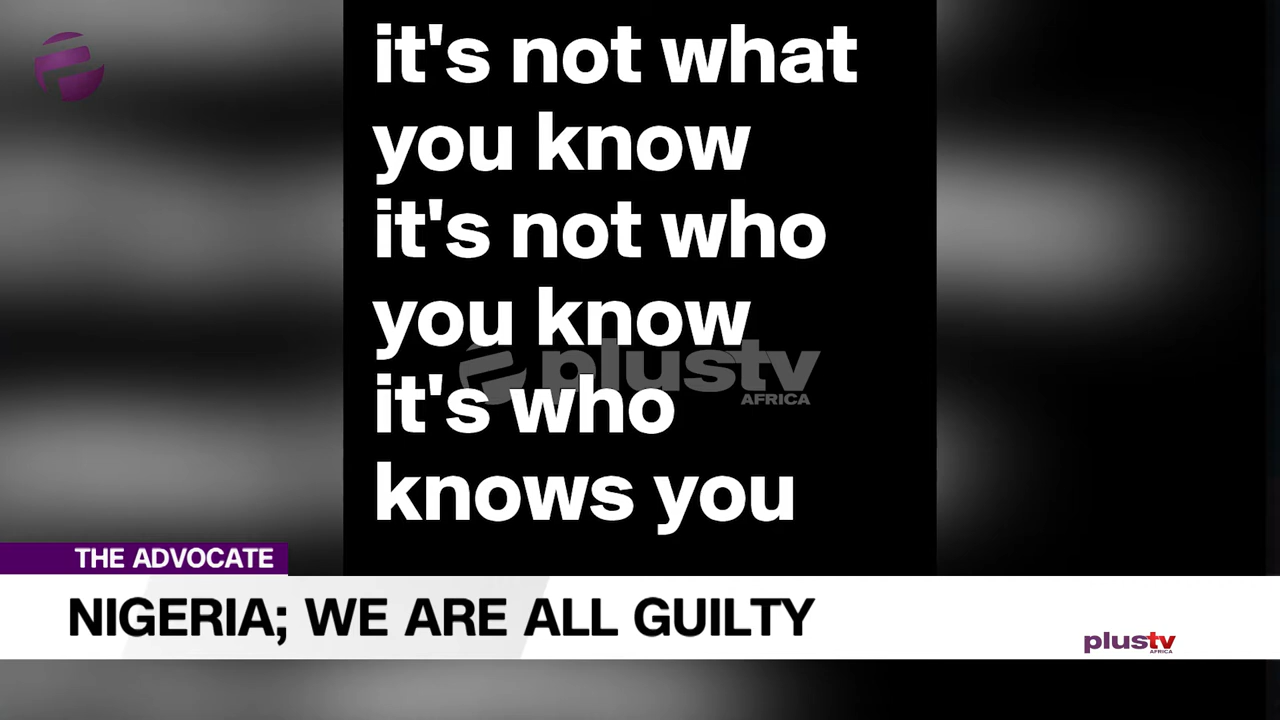 it's not what
you know
it's not who
you know
plustv
AFRICA
it's who
knows you
THE ADVOCATE
NIGERIA; WE ARE ALL GUILTY
plustv
AFRICA